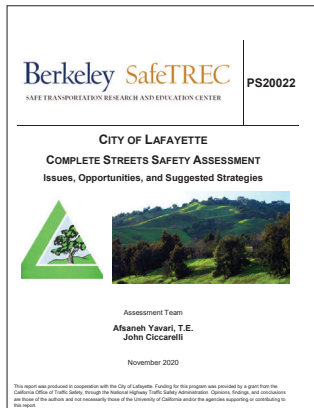 Berkeley SafeTREC
SAFE TRANSPORTATION RESEARCH AND EDUCATION CENTER
PS20022
CITY OF LAFAYETTE
COMPLETE STREETS SAFETY ASSESSMENT
Issues, Opportunities, and Suggested Strategies
Assessment Team
Afsaneh Yavari, T.E.
John Ciccarelli
November 2020
This report was produced in cooperation with the City of Lafayette. Funding for this program was provided by a grant from the
California Office of Traffic Safety, through the National Highway Traffic Safety Administration. Opinions, findings, and conclusions
are those of the authors and not necessarily those of the University of California and/or the agencies supporting or contributing to
this report.